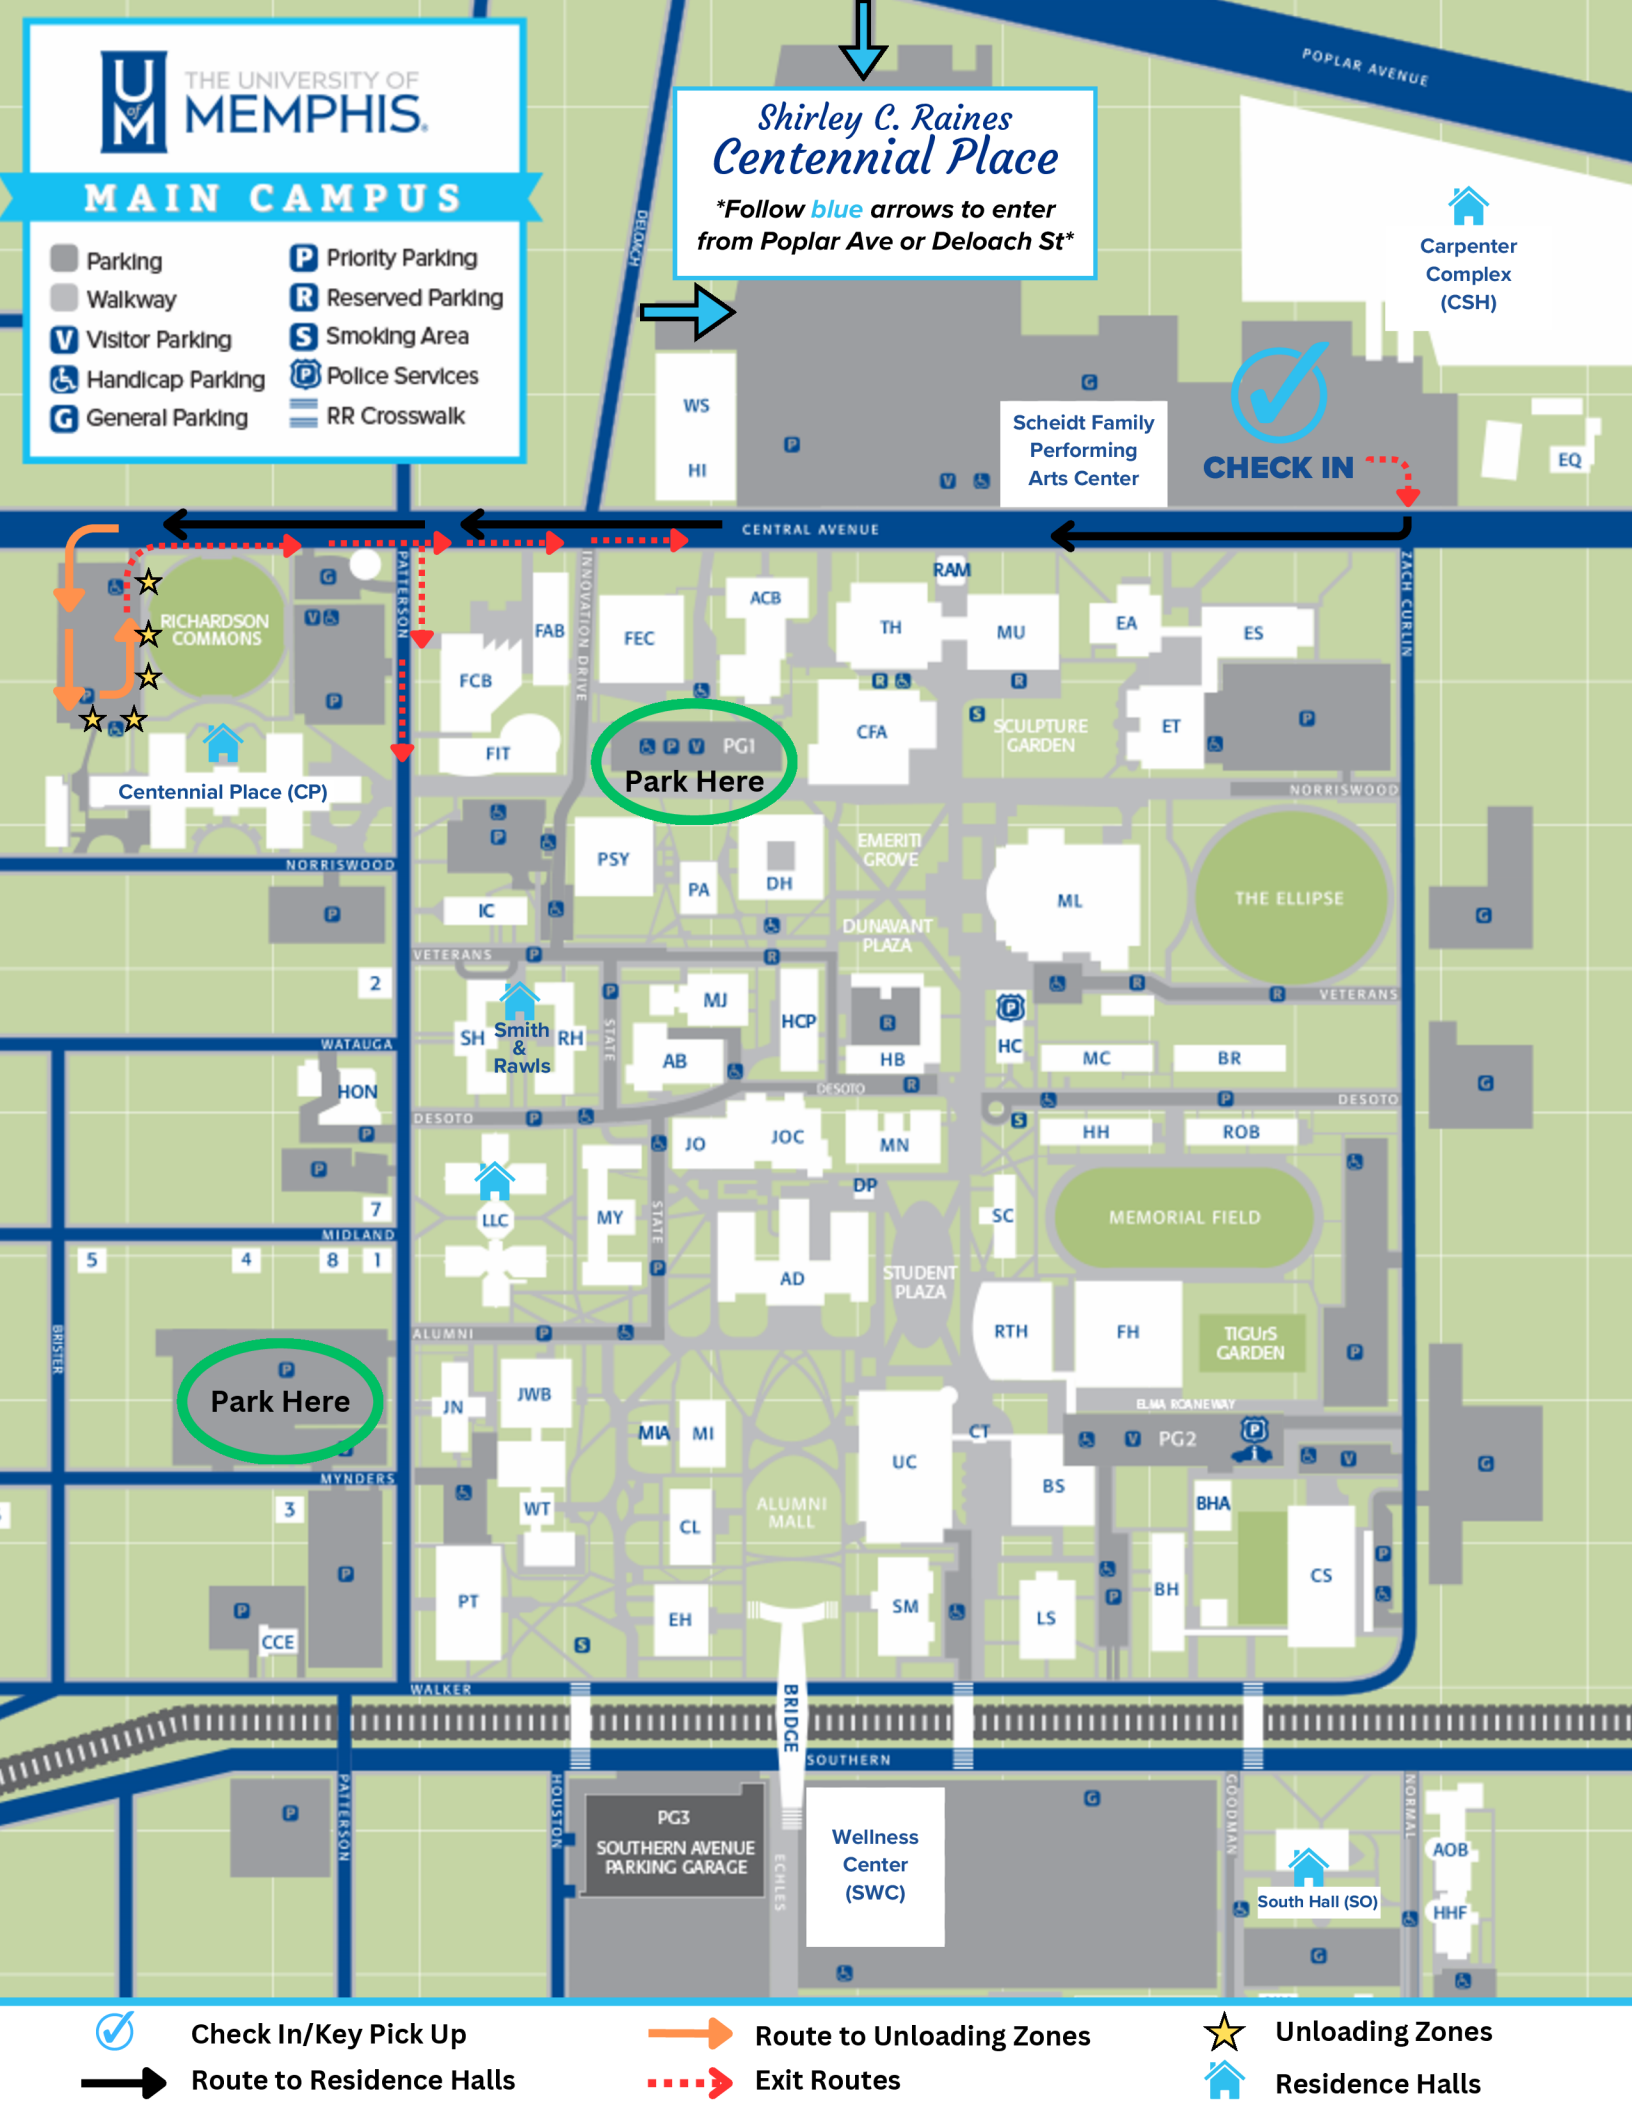 THE UNIVERSITY OF
MEMPHIS
MAIN CAMPUS
Parking
Walkway
Visitor Parking
Handicap Parking
General Parking
Priority Parking
Reserved Parking
Smoking Area
Police Services
RR Crosswalk
Shirley C. Raines
Centennial Place
*Follow blue arrows to enter
from Poplar Ave or Deloach St*
POPLAR AVENUE
DELOACH
Carpenter
Complex
(CSH)
WS
HI
Scheidt Family
Performing
Arts Center
CHECK IN
EQ
CENTRAL AVENUE
PATTERSON
INNOVATION DRIVE
ZACH CURLIN
RICHARDSON
COMMONS
FAB
FEC
ACB
RAM
TH
MU
EA
ES
FCB
FIT
PG1
Park Here
CFA
SCULPTURE
GARDEN
ET
Centennial Place (CP)
NORRISWOOD
NORRISWOOD
PSY
PA
DH
EMERITI
GROVE
ML
THE ELLIPSE
IC
DUNAVANT
PLAZA
VETERANS
VETERANS
2
SH
Smith
&
Rawls
RH
STATE
MJ
HCP
HB
AB
HC
MC
BR
WATAUGA
HON
DESOTO
DESOTO
DESOTO
JO
JOC
MN
HH
ROB
DP
LLC
MY
STATE
AD
SC
MEMORIAL FIELD
STUDENT
PLAZA
7
MIDLAND
5
4
8
1
RTH
FH
TIGUrS
GARDEN
ALUMNI
BRISTER
Park Here
JN
JWB
MIA
MI
UC
CT
ELMA ROANE WAY
PG2
BS
BHA
MYNDERS
3
WT
CL
ALUMNI
MALL
CS
PT
EH
SM
LS
BH
CCE
WALKER
BRIDGE
SOUTHERN
PATTERSON
HOUSTON
PG3
SOUTHERN AVENUE
PARKING GARAGE
ECHLES
Wellness
Center
(SWC)
GOODMAN
NORMAL
South Hall (SO)
AOB
HHF
Check In/Key Pick Up
Route to Residence Halls
Route to Unloading Zones
Exit Routes
Unloading Zones
Residence Halls